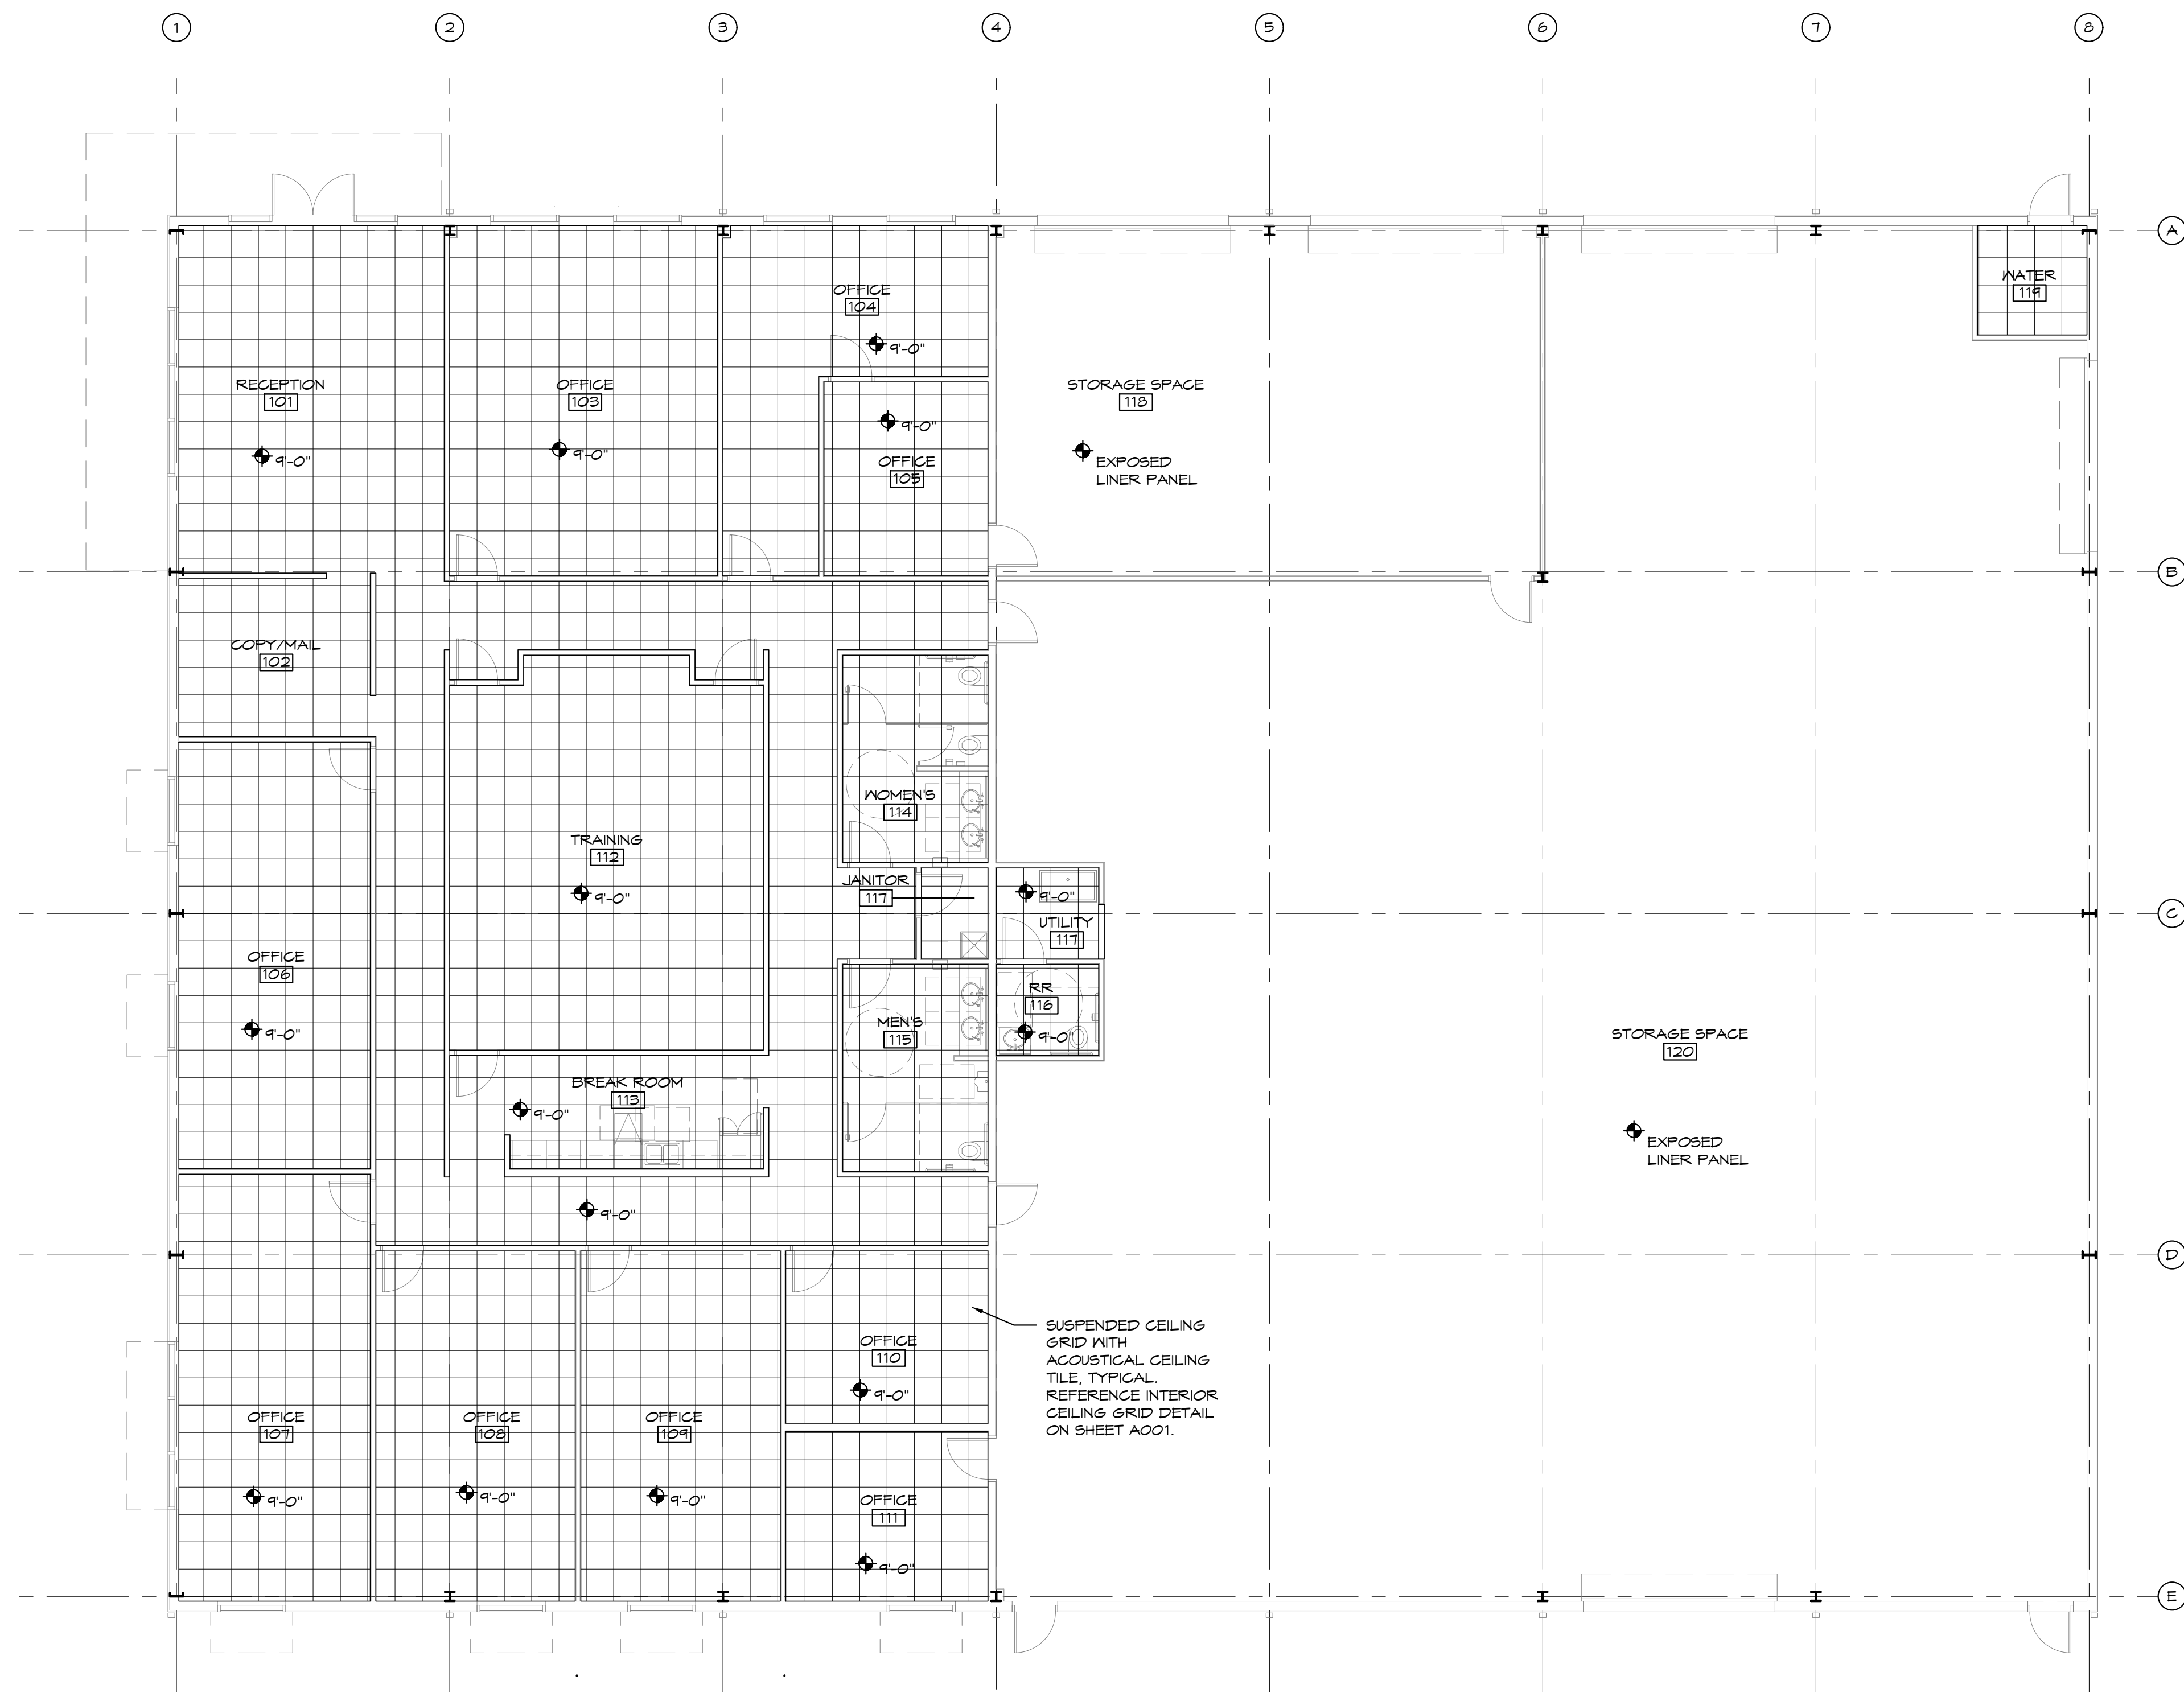 1 2 3 4 5 6 7 8
A
WATER
119
OFFICE
104
9'-0"
RECEPTION
101
OFFICE
103
STORAGE SPACE
118
9'-0"
9'-0"
9'-0"
OFFICE
105
EXPOSED
LINER PANEL
B
COPY/MAIL
102
WOMEN'S
114
TRAINING
112
9'-0"
JANITOR
117
9'-0"
UTILITY
117
C
OFFICE
106
9'-0"
MEN'S
115
RR
116
9'-0"
STORAGE SPACE
120
BREAK ROOM
113
9'-0"
EXPOSED
LINER PANEL
9'-0"
D
SUSPENDED CEILING
GRID WITH
ACOUSTICAL CEILING
TILE, TYPICAL.
REFERENCE INTERIOR
CEILING GRID DETAIL
ON SHEET A001.
OFFICE
110
9'-0"
OFFICE
107
9'-0"
OFFICE
108
9'-0"
OFFICE
109
9'-0"
OFFICE
111
9'-0"
E